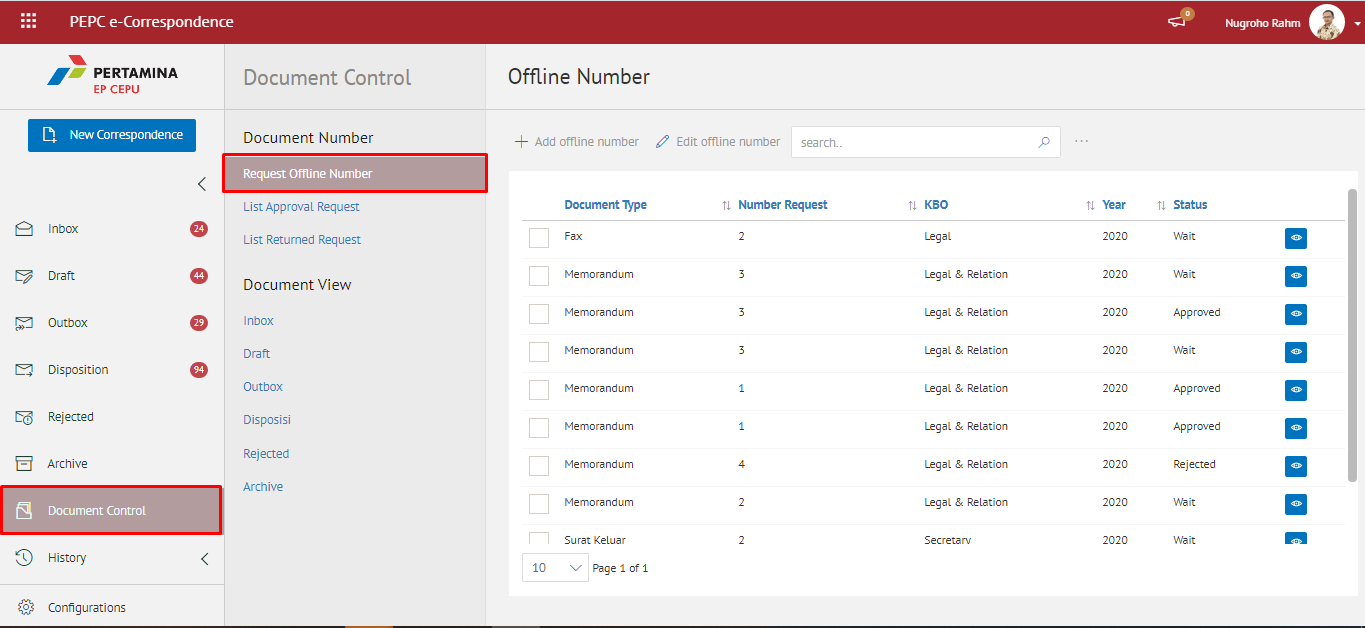 PEPC e-Correspondence
0
Nugroho Rahm
PERTAMINA
EP CEPU
New Correspondence
Inbox 24
Draft 44
Outbox 29
Disposition 94
Rejected
Archive
Document Control
History
Configurations
Document Control
Document Number
Request Offline Number
List Approval Request
List Returned Request
Document View
Inbox
Draft
Outbox
Disposisi
Rejected
Archive
Offline Number
Add offline number Edit offline number search.. ...
Document Type Number Request KBO Year Status
Fax 2 Legal 2020 Wait
Memorandum 3 Legal & Relation 2020 Wait
Memorandum 3 Legal & Relation 2020 Approved
Memorandum 3 Legal & Relation 2020 Wait
Memorandum 1 Legal & Relation 2020 Approved
Memorandum 1 Legal & Relation 2020 Approved
Memorandum 4 Legal & Relation 2020 Rejected
Memorandum 2 Legal & Relation 2020 Wait
Surat Keluar 2 Secretary 2020 Wait
10 Page 1 of 1